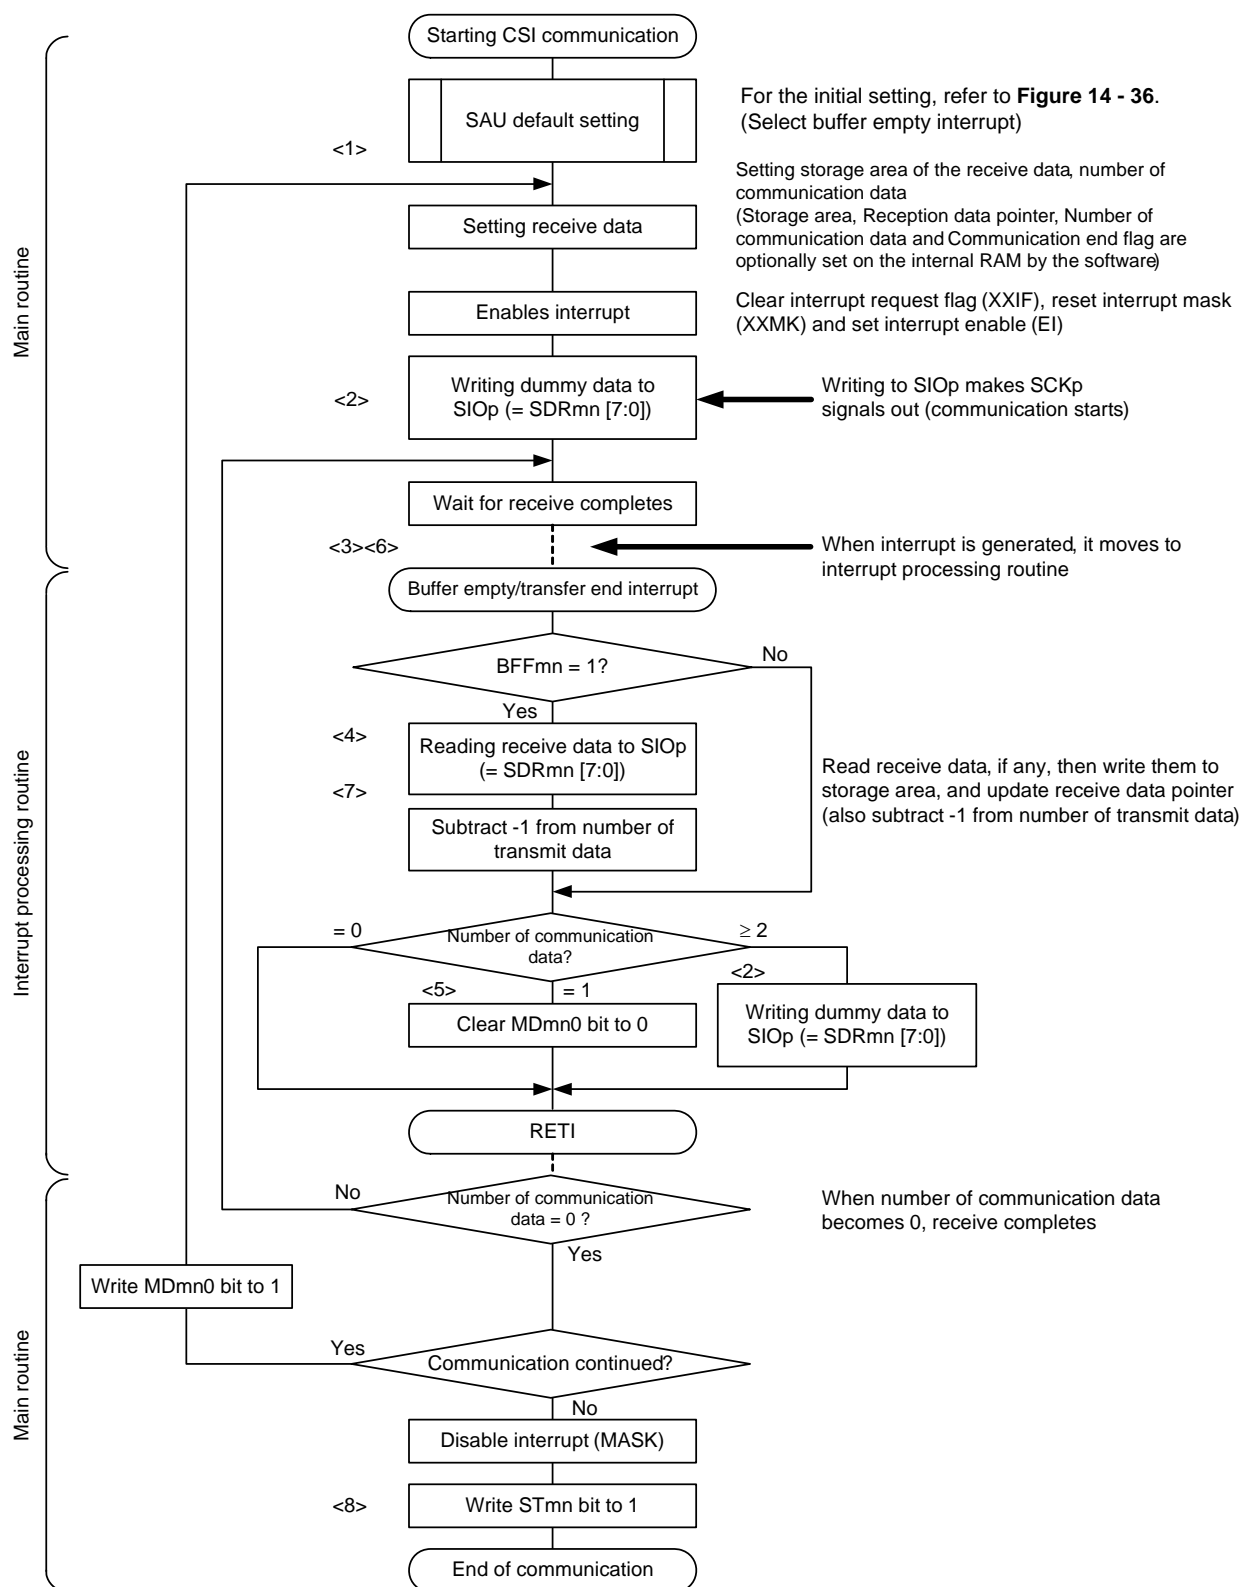 Starting CSI communication
SAU default setting
For the initial setting, refer to Figure 14 - 36.
(Select buffer empty interrupt)
<1>
Setting storage area of the receive data, number of
communication data
(Storage area, Reception data pointer, Number of
communication data and Communication end flag are
optionally set on the internal RAM by the software)
Setting receive data
Main routine
Enables interrupt
Clear interrupt request flag (XXIF), reset interrupt mask
(XXMK) and set interrupt enable (EI)
<2>
Writing dummy data to
SIOp (= SDRmn [7:0])
Writing to SIOp makes SCKp
signals out (communication starts)
Wait for receive completes
<3><6>
When interrupt is generated, it moves to
interrupt processing routine
Buffer empty/transfer end interrupt
BFFmn = 1?
No
Yes
<4>
Reading receive data to SIOp
(= SDRmn [7:0])
<7>
Subtract -1 from number of
transmit data
Read receive data, if any, then write them to
storage area, and update receive data pointer
(also subtract -1 from number of transmit data)
Interrupt processing routine
= 0
Number of communication
data?
≥ 2
<2>
<5>
= 1
Clear MDmn0 bit to 0
Writing dummy data to
SIOp (= SDRmn [7:0])
RETI
No
Number of communication
data = 0 ?
When number of communication data
becomes 0, receive completes
Yes
Write MDmn0 bit to 1
Yes
Communication continued?
No
Main routine
Disable interrupt (MASK)
<8>
Write STmn bit to 1
End of communication